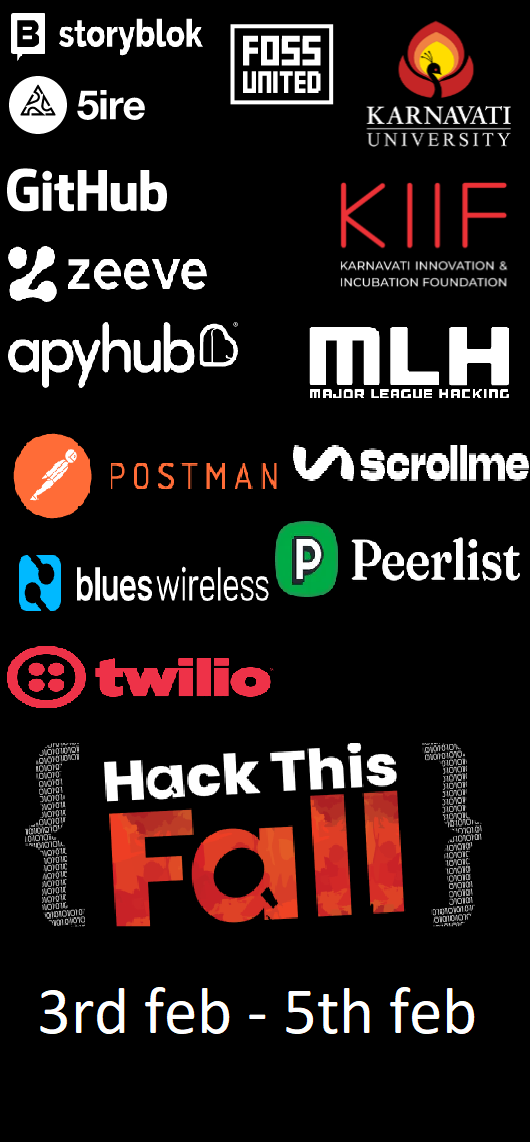 storyblok
FOSS
UNITED
5ire
KARNAVATI
UNIVERSITY
GitHub
KIIF
KARNAVATI INNOVATION &
INCUBATION FOUNDATION
zeeve
apyhub
MLH
MAJOR LEAGUE HACKING
POSTMAN
Scrollme
Peerlist
blues wireless
twilio
Hack This
Fall
3rd feb - 5th feb